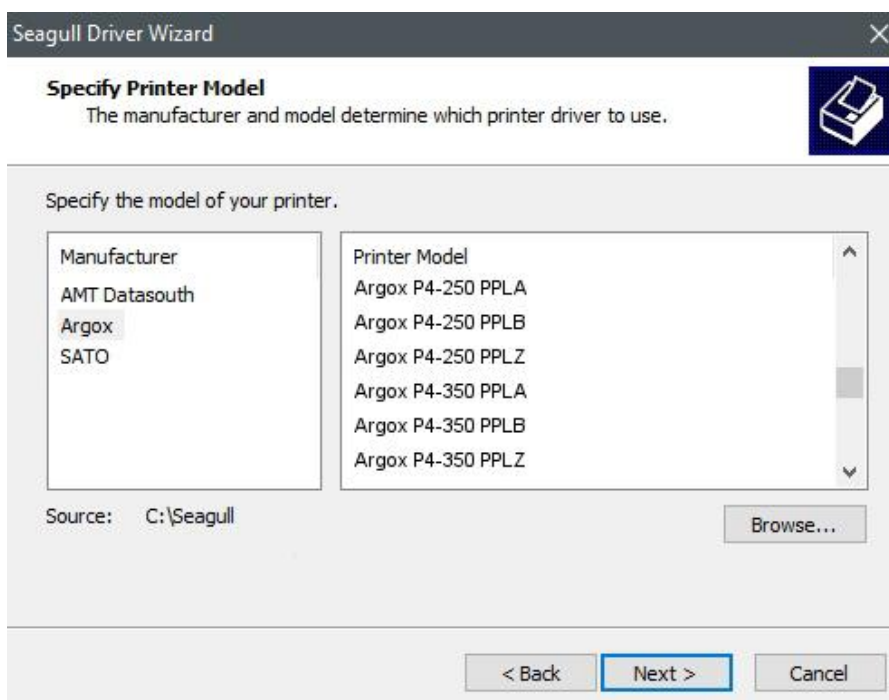 Seagull Driver Wizard
Specify Printer Model
The manufacturer and model determine which printer driver to use.
Specify the model of your printer.
Manufacturer
AMT Datasouth
Argox
SATO
Printer Model
Argox P4-250 PPLA
Argox P4-250 PPLB
Argox P4-250 PPLZ
Argox P4-350 PPLA
Argox P4-350 PPLB
Argox P4-350 PPLZ
Source: C:\Seagull
Browse...
< Back
Next >
Cancel